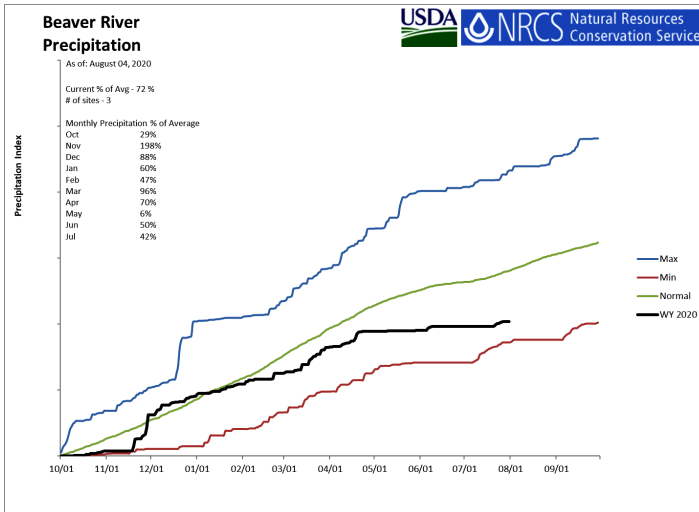 Beaver River
Precipitation
USDA
NRCS
Natural Resources
Conservation Service
As of: August 04, 2020
Current % of Avg - 72 %
# of sites - 3
Monthly Precipitation % of Average
Oct 29%
Nov 198%
Dec 88%
Jan 60%
Feb 47%
Mar 96%
Apr 70%
May 6%
Jun 50%
Jul 42%
Precipitation Index
Max
Min
Normal
WY 2020
10/01 11/01 12/01 01/01 02/01 03/01 04/01 05/01 06/01 07/01 08/01 09/01